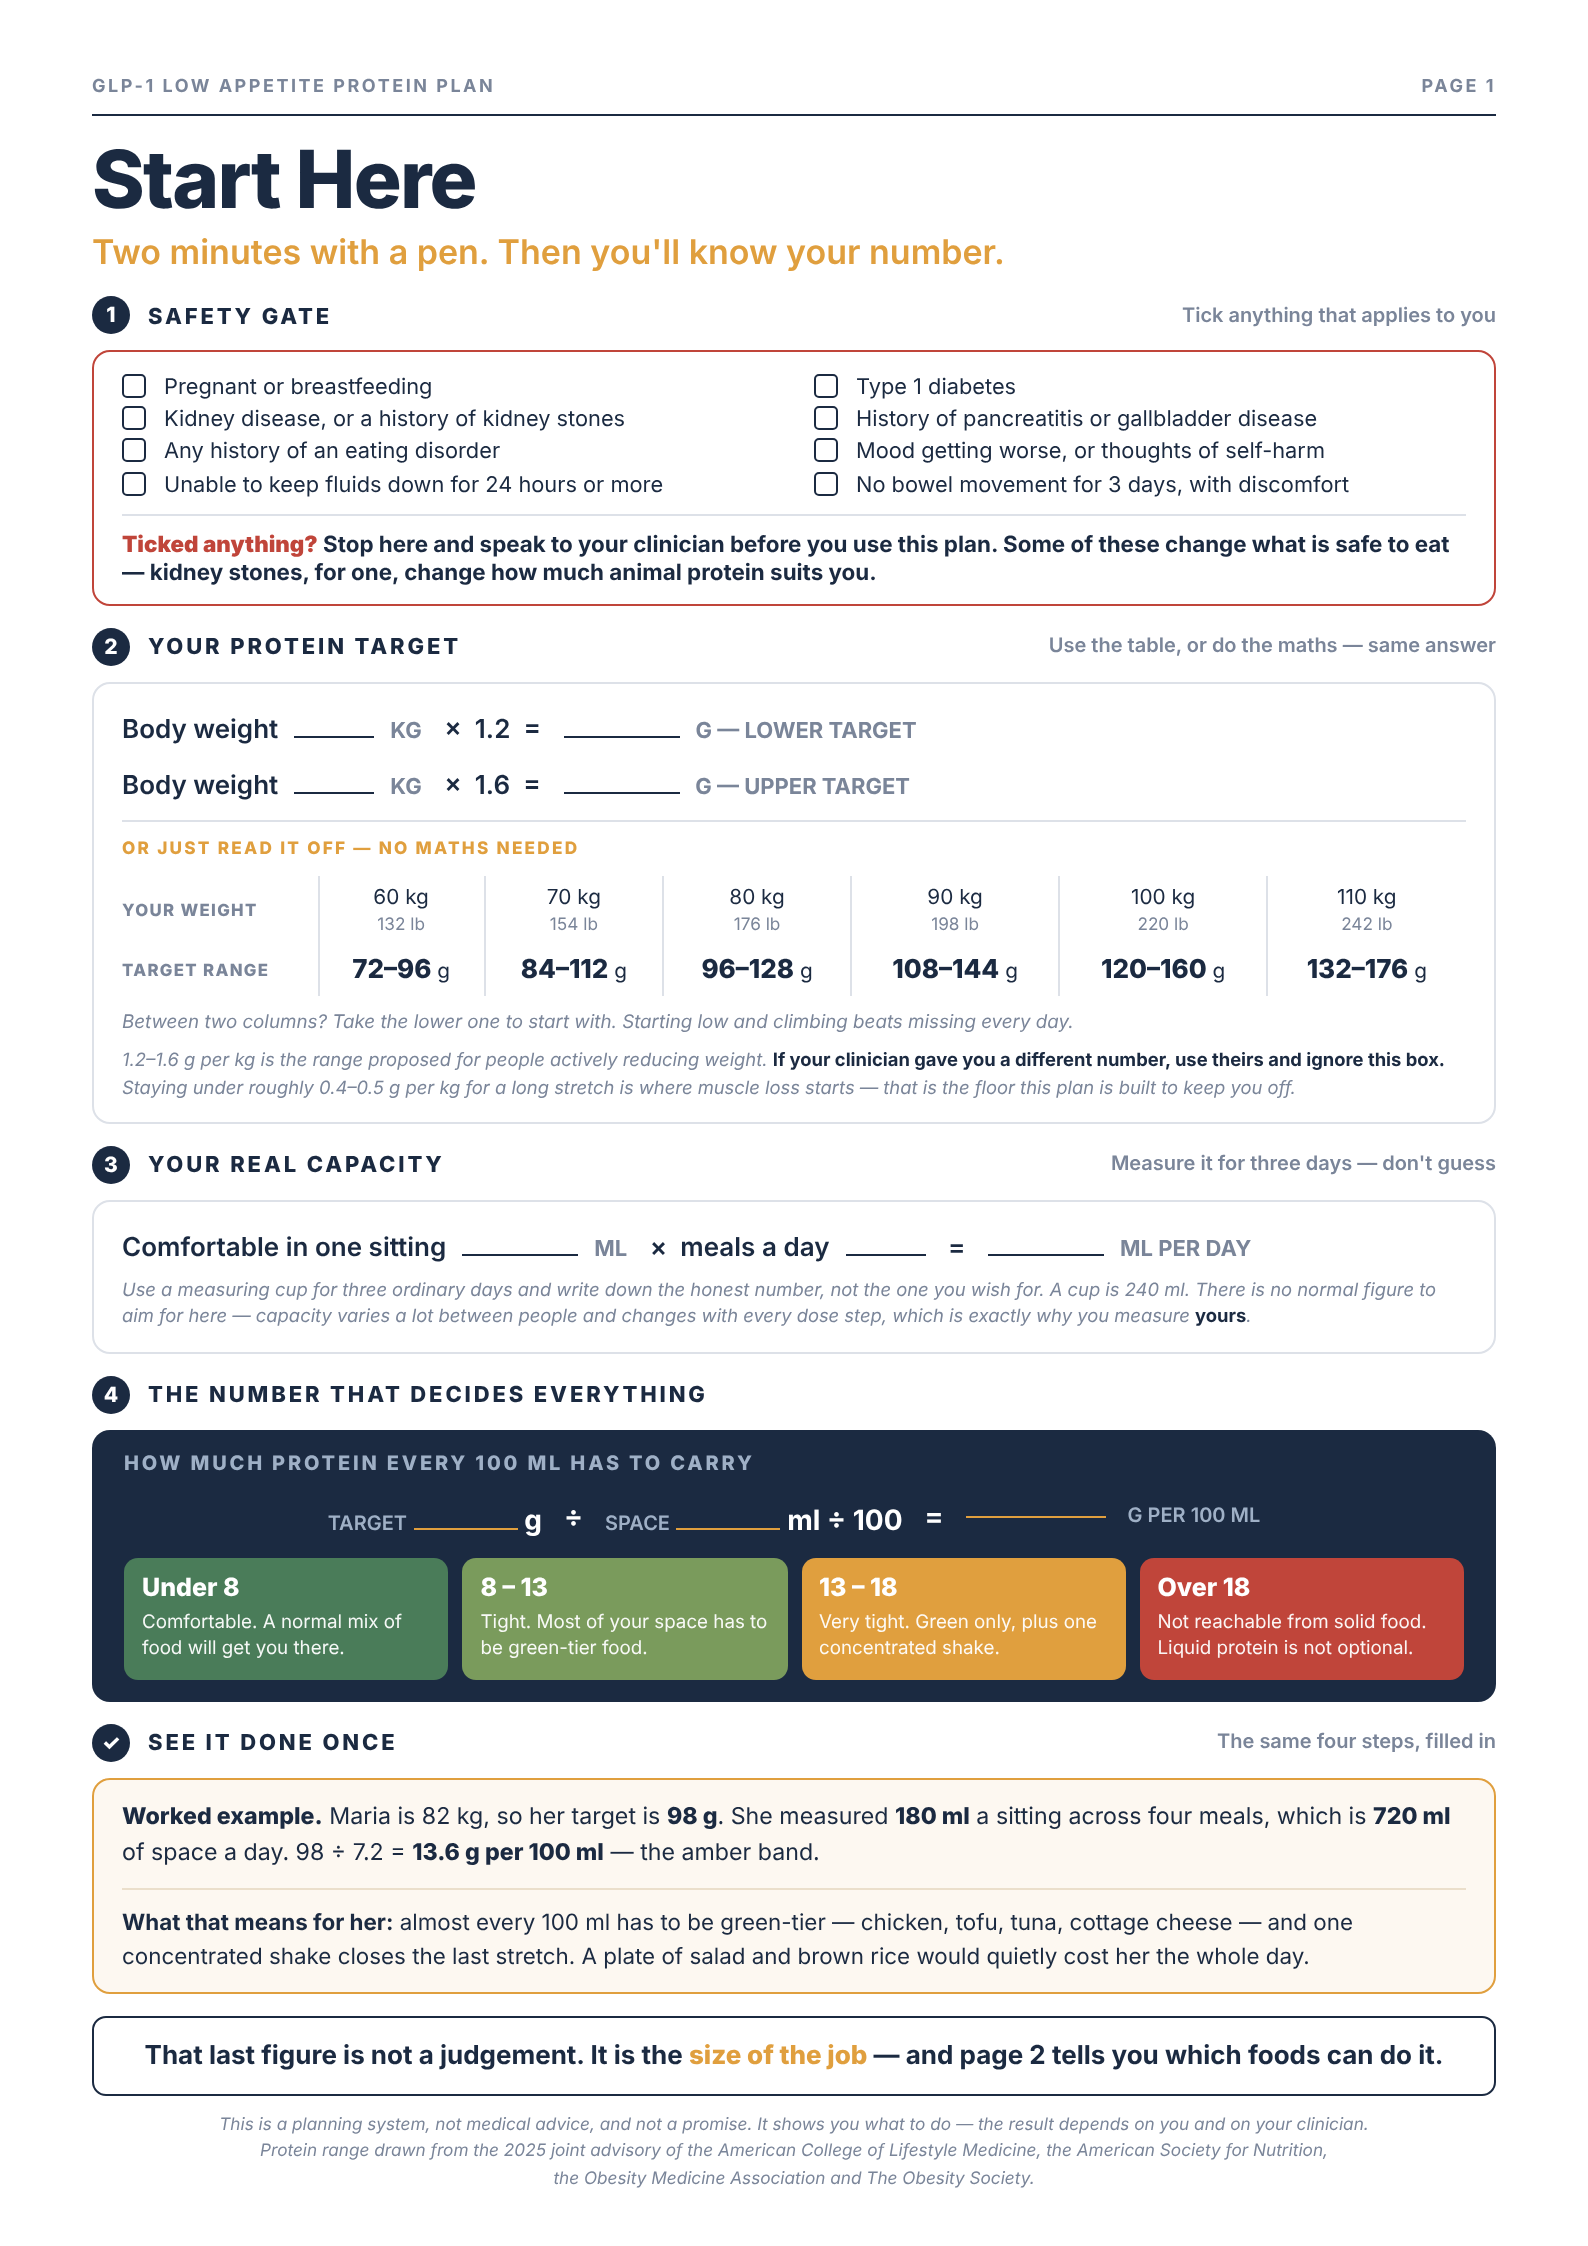 GLP-1 LOW APPETITE PROTEIN PLAN PAGE 1
Start Here
Two minutes with a pen. Then you'll know your number.
1 SAFETY GATE Tick anything that applies to you
Pregnant or breastfeeding Type 1 diabetes
Kidney disease, or a history of kidney stones History of pancreatitis or gallbladder disease
Any history of an eating disorder Mood getting worse, or thoughts of self-harm
Unable to keep fluids down for 24 hours or more No bowel movement for 3 days, with discomfort
Ticked anything? Stop here and speak to your clinician before you use this plan. Some of these change what is safe to eat
— kidney stones, for one, change how much animal protein suits you.
2 YOUR PROTEIN TARGET Use the table, or do the maths — same answer
Body weight ______ KG × 1.2 = ______ G — LOWER TARGET
Body weight ______ KG × 1.6 = ______ G — UPPER TARGET
OR JUST READ IT OFF — NO MATHS NEEDED
YOUR WEIGHT 60 kg 70 kg 80 kg 90 kg 100 kg 110 kg
132 lb 154 lb 176 lb 198 lb 220 lb 242 lb
TARGET RANGE 72–96 g 84–112 g 96–128 g 108–144 g 120–160 g 132–176 g
Between two columns? Take the lower one to start with. Starting low and climbing beats missing every day.
1.2–1.6 g per kg is the range proposed for people actively reducing weight. If your clinician gave you a different number, use theirs and ignore this box.
Staying under roughly 0.4–0.5 g per kg for a long stretch is where muscle loss starts — that is the floor this plan is built to keep you off.
3 YOUR REAL CAPACITY Measure it for three days — don't guess
Comfortable in one sitting ______ ML × meals a day ______ = ______ ML PER DAY
Use a measuring cup for three ordinary days and write down the honest number, not the one you wish for. A cup is 240 ml. There is no normal figure to
aim for here — capacity varies a lot between people and changes with every dose step, which is exactly why you measure yours.
4 THE NUMBER THAT DECIDES EVERYTHING
HOW MUCH PROTEIN EVERY 100 ML HAS TO CARRY
TARGET ______ g ÷ SPACE ______ ml ÷ 100 = ______ G PER 100 ML
Under 8 8 – 13 13 – 18 Over 18
Comfortable. A normal mix of Tight. Most of your space has to Very tight. Green only, plus one Not reachable from solid food.
food will get you there. be green-tier food. concentrated shake. Liquid protein is not optional.
✓ SEE IT DONE ONCE The same four steps, filled in
Worked example. Maria is 82 kg, so her target is 98 g. She measured 180 ml a sitting across four meals, which is 720 ml
of space a day. 98 ÷ 7.2 = 13.6 g per 100 ml — the amber band.
What that means for her: almost every 100 ml has to be green-tier — chicken, tofu, tuna, cottage cheese — and one
concentrated shake closes the last stretch. A plate of salad and brown rice would quietly cost her the whole day.
That last figure is not a judgement. It is the size of the job — and page 2 tells you which foods can do it.
This is a planning system, not medical advice, and not a promise. It shows you what to do — the result depends on you and on your clinician.
Protein range drawn from the 2025 joint advisory of the American College of Lifestyle Medicine, the American Society for Nutrition,
the Obesity Medicine Association and The Obesity Society.